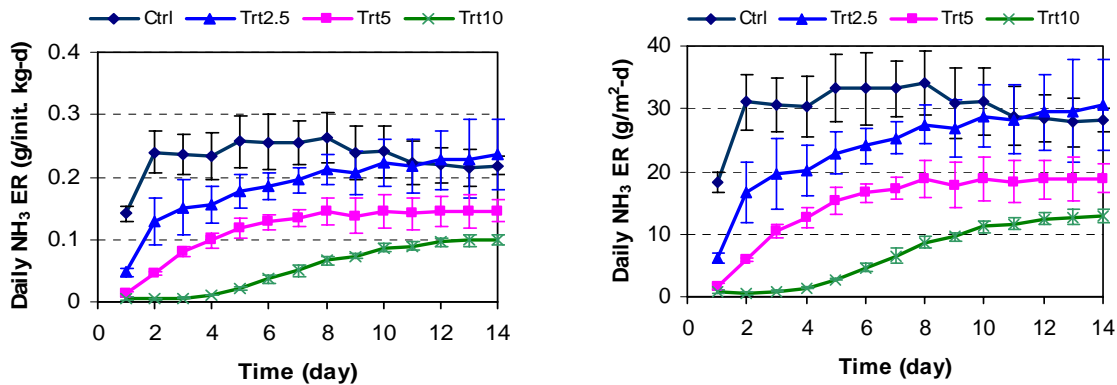 Ctrl Trt2.5 Trt5 Trt10
Daily NH3 ER (g/init. kg-d)
0.4
0.3
0.2
0.1
0
0 2 4 6 8 10 12 14
Time (day)
Ctrl Trt2.5 Trt5 Trt10
Daily NH3 ER (g/m2-d)
40
30
20
10
0
0 2 4 6 8 10 12 14
Time (day)